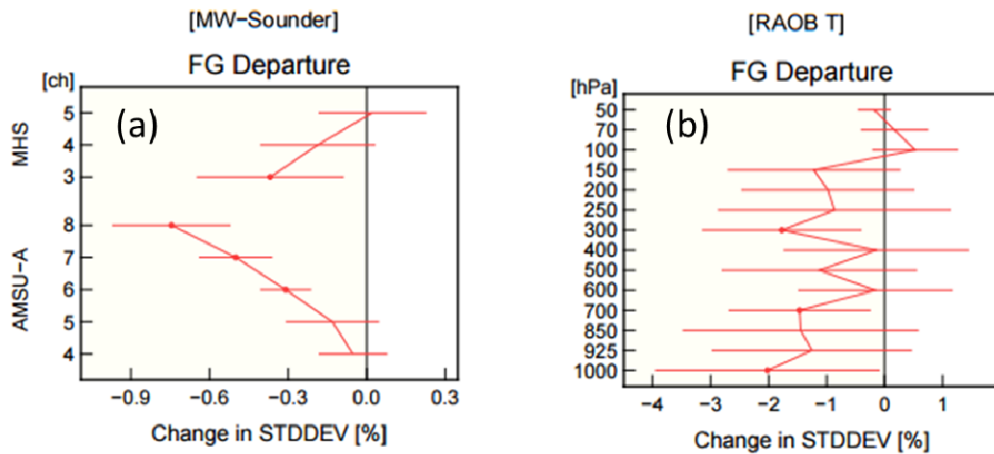 [MW−Sounder]
FG Departure
[ch]
(a)
MHS
5
4
3
AMSU−A
8
7
6
5
4
−0.9 −0.6 −0.3 0.0 0.3
Change in STDDEV [%]
[RAOB T]
FG Departure
[hPa]
(b)
50
70
100
150
200
250
300
400
500
600
700
850
925
1000
−4 −3 −2 −1 0 1
Change in STDDEV [%]